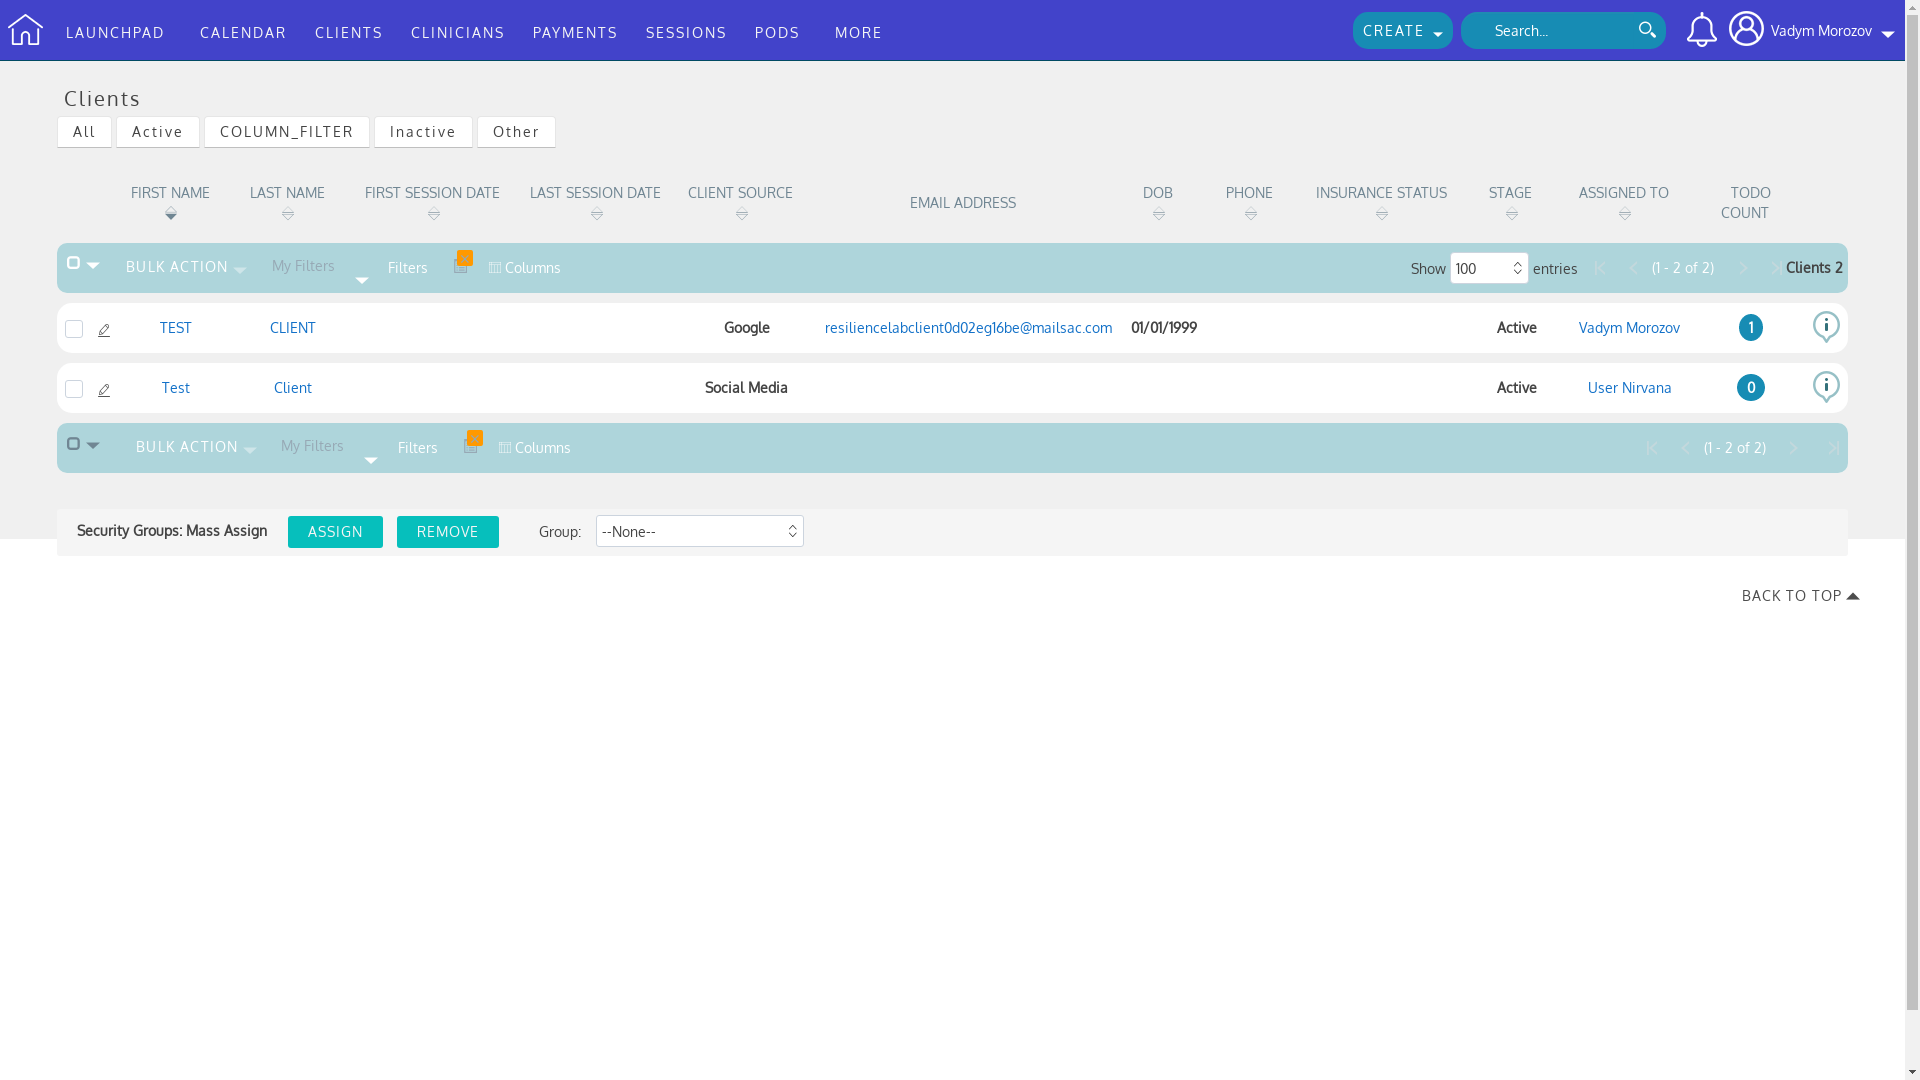 LAUNCHPAD CALENDAR CLIENTS CLINICIANS PAYMENTS SESSIONS PODS MORE CREATE Search... Vadym Morozov
Clients
All Active COLUMN_FILTER Inactive Other
FIRST NAME LAST NAME FIRST SESSION DATE LAST SESSION DATE CLIENT SOURCE EMAIL ADDRESS DOB PHONE INSURANCE STATUS STAGE ASSIGNED TO TODO
COUNT
BULK ACTION My Filters Filters Columns Show 100 entries (1 - 2 of 2) Clients 2
TEST CLIENT Google resiliencelabclient0d02eg16be@mailsac.com 01/01/1999 Active Vadym Morozov 1
Test Client Social Media Active User Nirvana 0
BULK ACTION My Filters Filters Columns (1 - 2 of 2)
Security Groups: Mass Assign ASSIGN REMOVE Group: --None--
BACK TO TOP